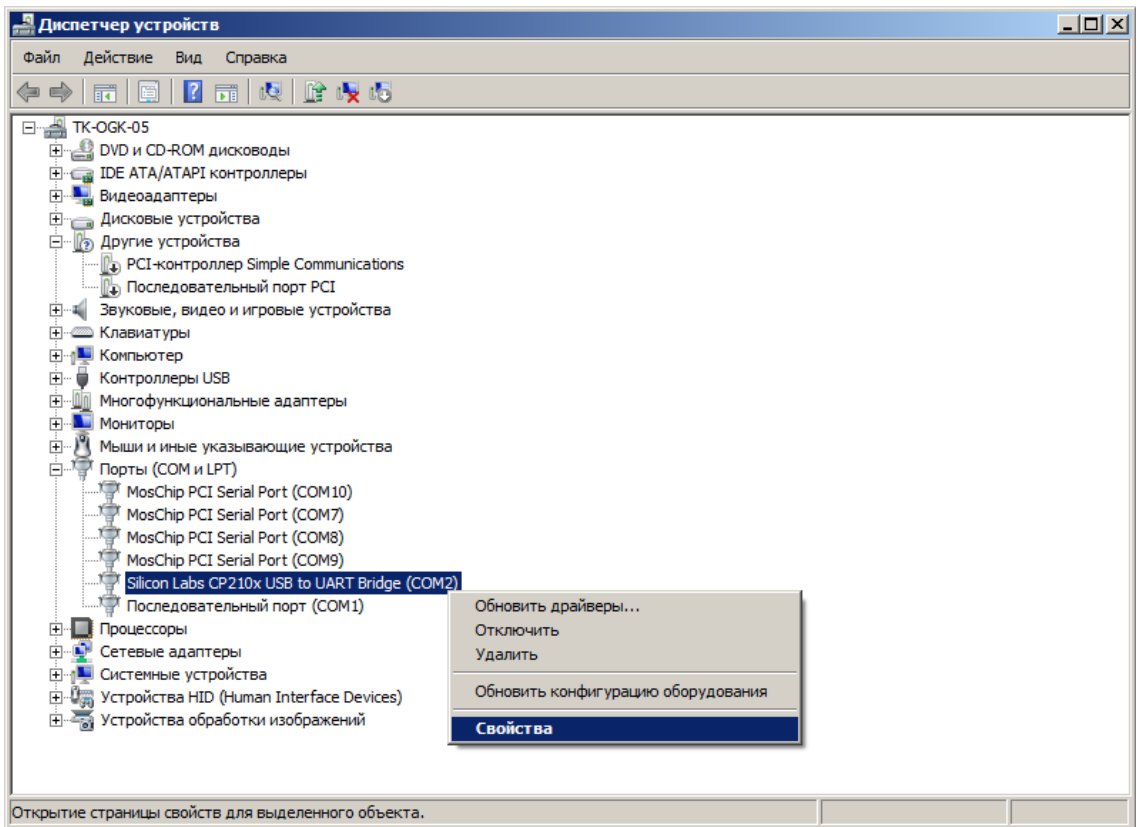 Диспетчер устройств
Файл Действие Вид Справка
TK-OGK-05
DVD и CD-ROM дисководы
IDE ATA/ATAPI контроллеры
Видеоадаптеры
Дисковые устройства
Другие устройства
PCI-контроллер Simple Communications
Последовательный порт PCI
Звуковые, видео и игровые устройства
Клавиатуры
Компьютер
Контроллеры USB
Многофункциональные адаптеры
Мониторы
Мыши и иные указывающие устройства
Порты (COM и LPT)
MosChip PCI Serial Port (COM10)
MosChip PCI Serial Port (COM7)
MosChip PCI Serial Port (COM8)
MosChip PCI Serial Port (COM9)
Silicon Labs CP210x USB to UART Bridge (COM2)
Последовательный порт (COM1)
Процессоры
Сетевые адаптеры
Системные устройства
Устройства HID (Human Interface Devices)
Устройства обработки изображений
Обновить драйверы...
Отключить
Удалить
Обновить конфигурацию оборудования
Свойства
Открытие страницы свойств для выделенного объекта.